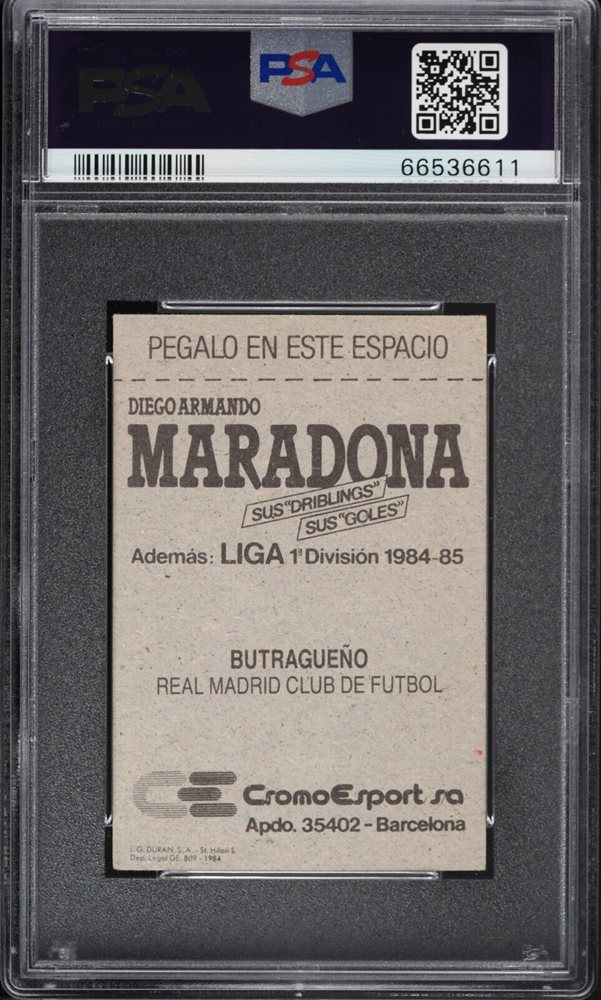 PSA
PSA
66536611
PEGALO EN ESTE ESPACIO
DIEGO ARMANDO
MARADONA
SUS "DRIBLINGS"
SUS "GOLES"
Además: LIGA 1ª División 1984-85
BUTRAGUEÑO
REAL MADRID CLUB DE FUTBOL
CE CromoEsport sa
Apdo. 35402 - Barcelona
I. G. DURAN, S. A. - St. Hilari S.
Dep. Legal GE. 809 - 1984